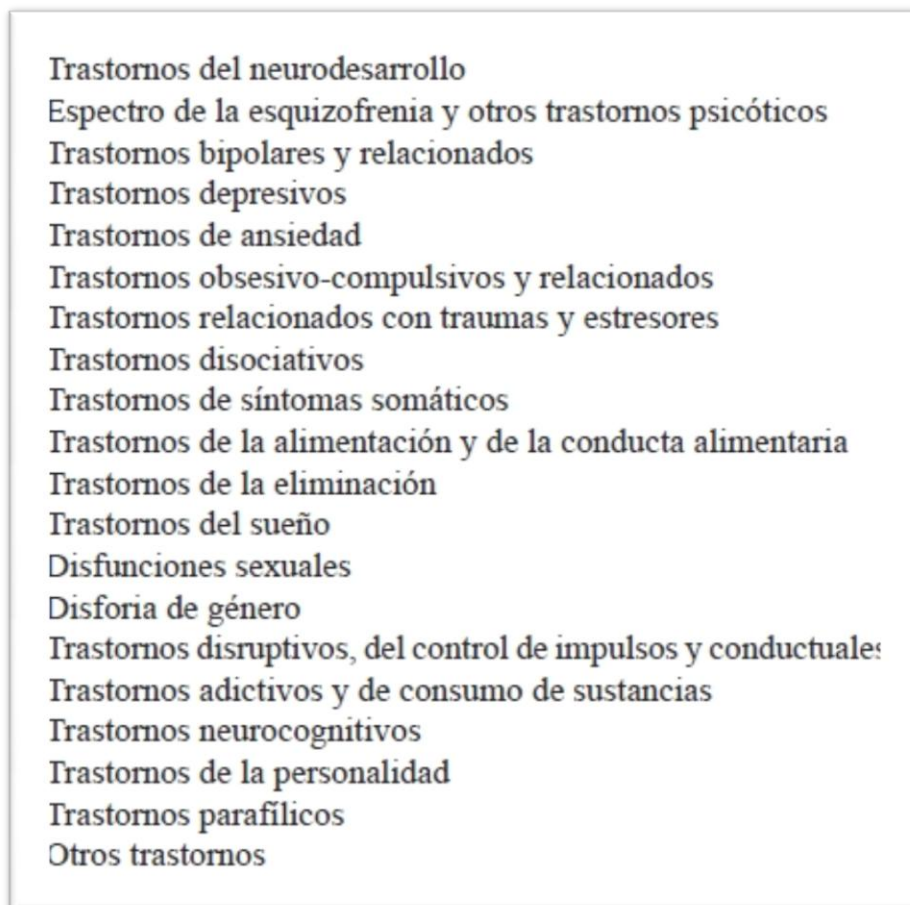 Trastornos del neurodesarrollo
Espectro de la esquizofrenia y otros trastornos psicóticos
Trastornos bipolares y relacionados
Trastornos depresivos
Trastornos de ansiedad
Trastornos obsesivo-compulsivos y relacionados
Trastornos relacionados con traumas y estresores
Trastornos disociativos
Trastornos de síntomas somáticos
Trastornos de la alimentación y de la conducta alimentaria
Trastornos de la eliminación
Trastornos del sueño
Disfunciones sexuales
Disforia de género
Trastornos disruptivos, del control de impulsos y conductuales
Trastornos adictivos y de consumo de sustancias
Trastornos neurocognitivos
Trastornos de la personalidad
Trastornos parafílicos
Otros trastornos